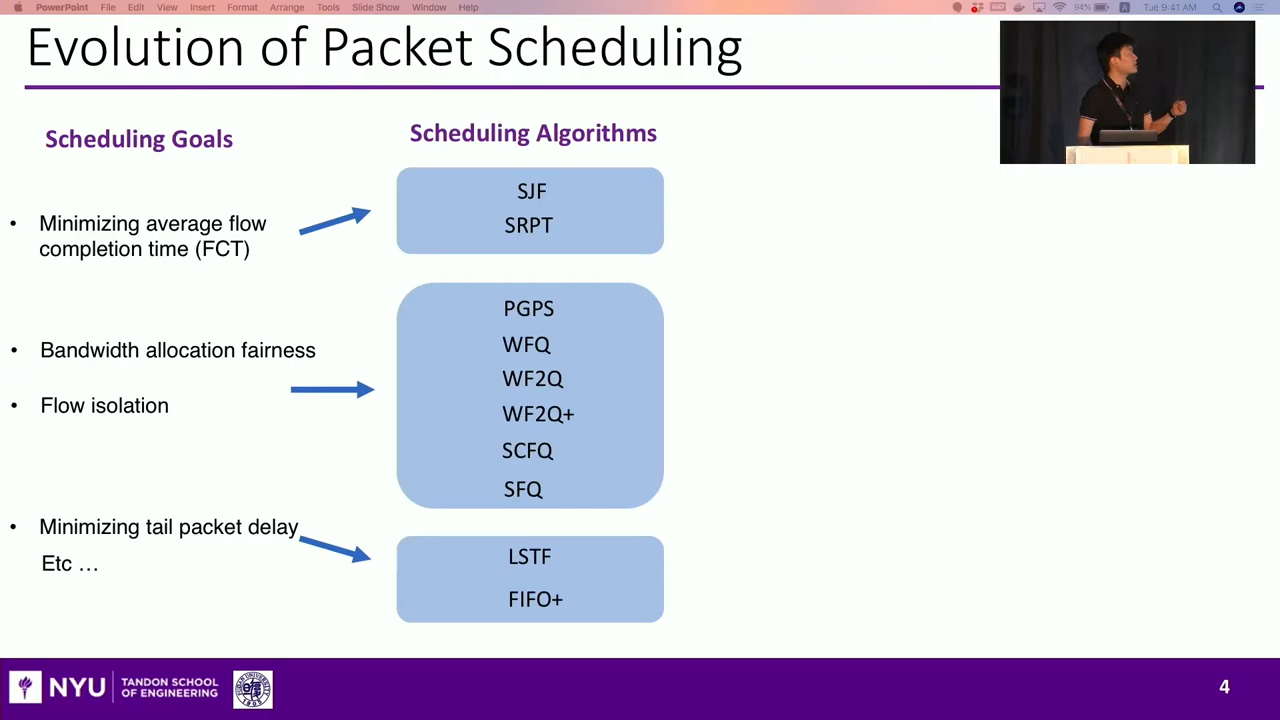 PowerPoint File Edit View Insert Format Arrange Tools Slide Show Window Help
94% Tue 9:41 AM
Evolution of Packet Scheduling
Scheduling Goals
Scheduling Algorithms
• Minimizing average flow
completion time (FCT)
SJF
SRPT
• Bandwidth allocation fairness
• Flow isolation
PGPS
WFQ
WF2Q
WF2Q+
SCFQ
SFQ
• Minimizing tail packet delay
Etc …
LSTF
FIFO+
NYU
TANDON SCHOOL
OF ENGINEERING
4